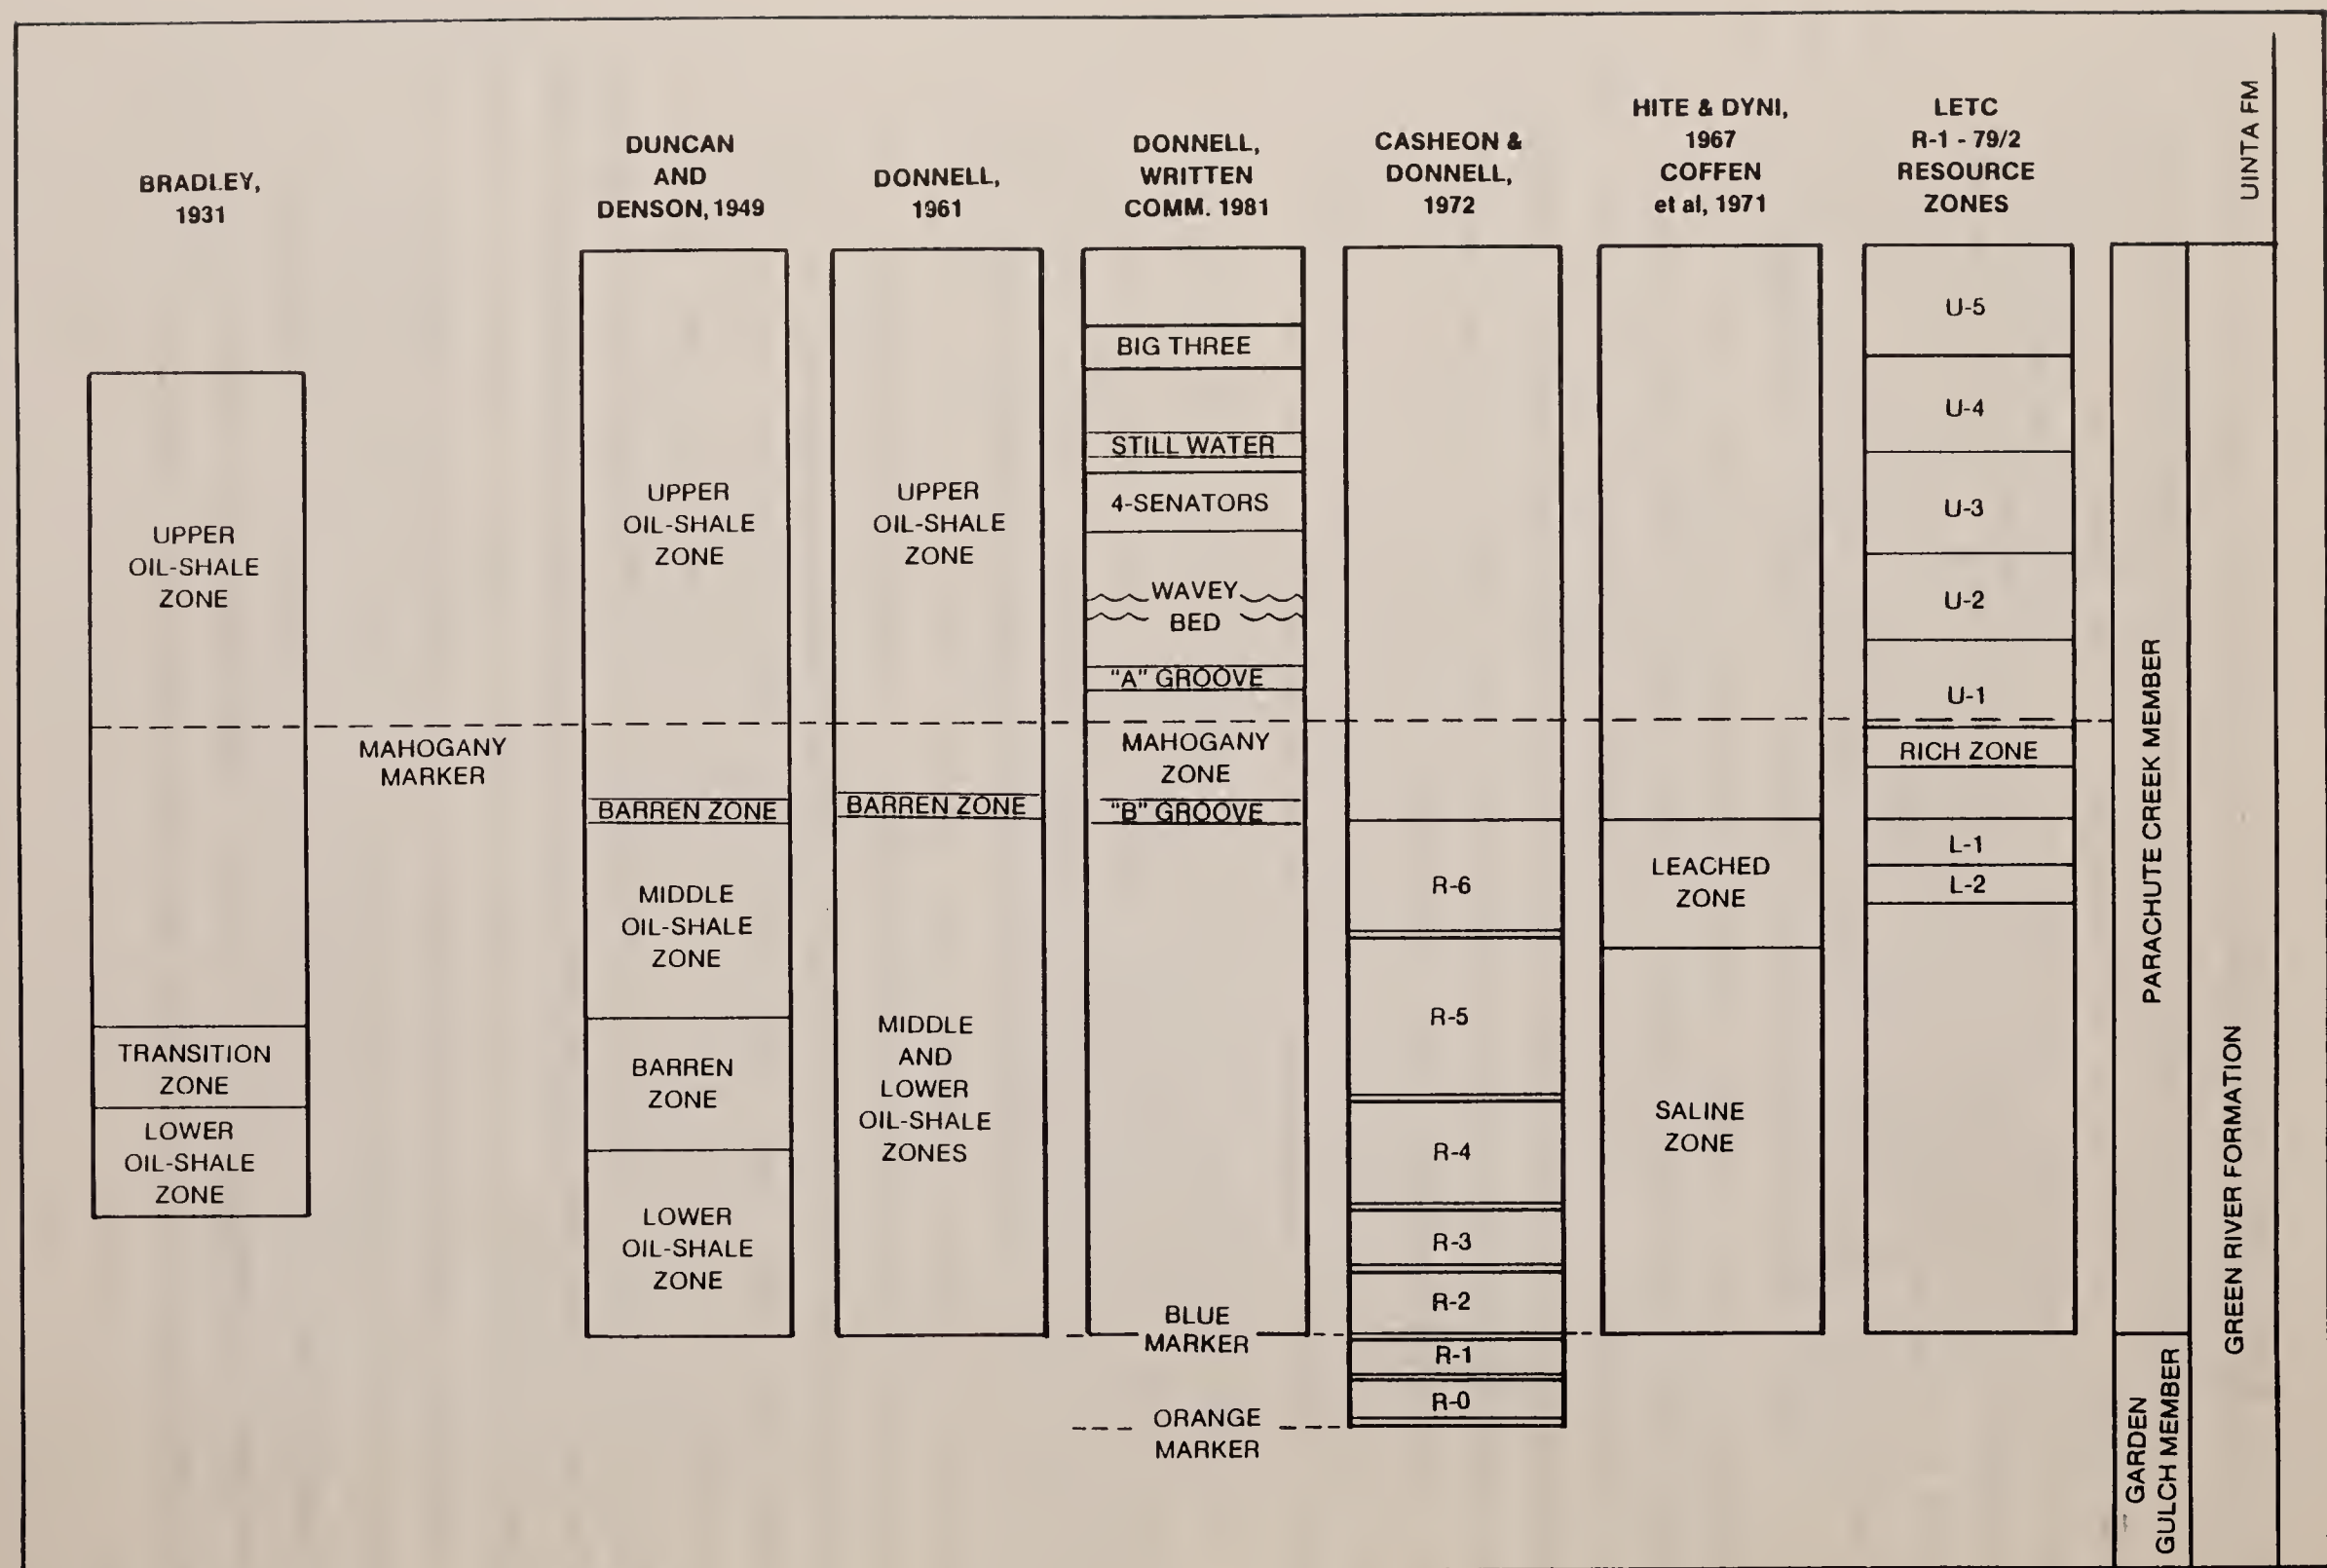 BRADLEY,
1931
UPPER
OIL-SHALE
ZONE
TRANSITION
ZONE
LOWER
OIL-SHALE
ZONE
MAHOGANY
MARKER
DUNCAN
AND
DENSON, 1949
UPPER
OIL-SHALE
ZONE
BARREN ZONE
MIDDLE
OIL-SHALE
ZONE
BARREN
ZONE
LOWER
OIL-SHALE
ZONE
DONNELL,
1961
UPPER
OIL-SHALE
ZONE
BARREN ZONE
MIDDLE
AND
LOWER
OIL-SHALE
ZONES
DONNELL,
WRITTEN
COMM. 1981
BIG THREE
STILL WATER
4-SENATORS
WAVEY
BED
"A" GROOVE
MAHOGANY
ZONE
"B" GROOVE
BLUE
MARKER
ORANGE
MARKER
CASHEON &
DONNELL,
1972
R-6
R-5
R-4
R-3
R-2
R-1
R-0
HITE & DYNI,
1967
COFFEN
et al, 1971
LEACHED
ZONE
SALINE
ZONE
LETC
R-1 - 79/2
RESOURCE
ZONES
U-5
U-4
U-3
U-2
U-1
RICH ZONE
L-1
L-2
PARACHUTE CREEK MEMBER
GARDEN
GULCH MEMBER
GREEN RIVER FORMATION
UINTA FM